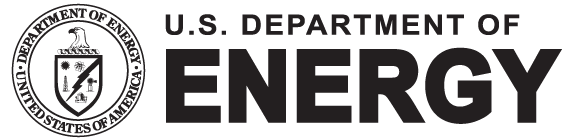 DEPARTMENT OF ENERGY
UNITED STATES OF AMERICA
U.S. DEPARTMENT OF
ENERGY